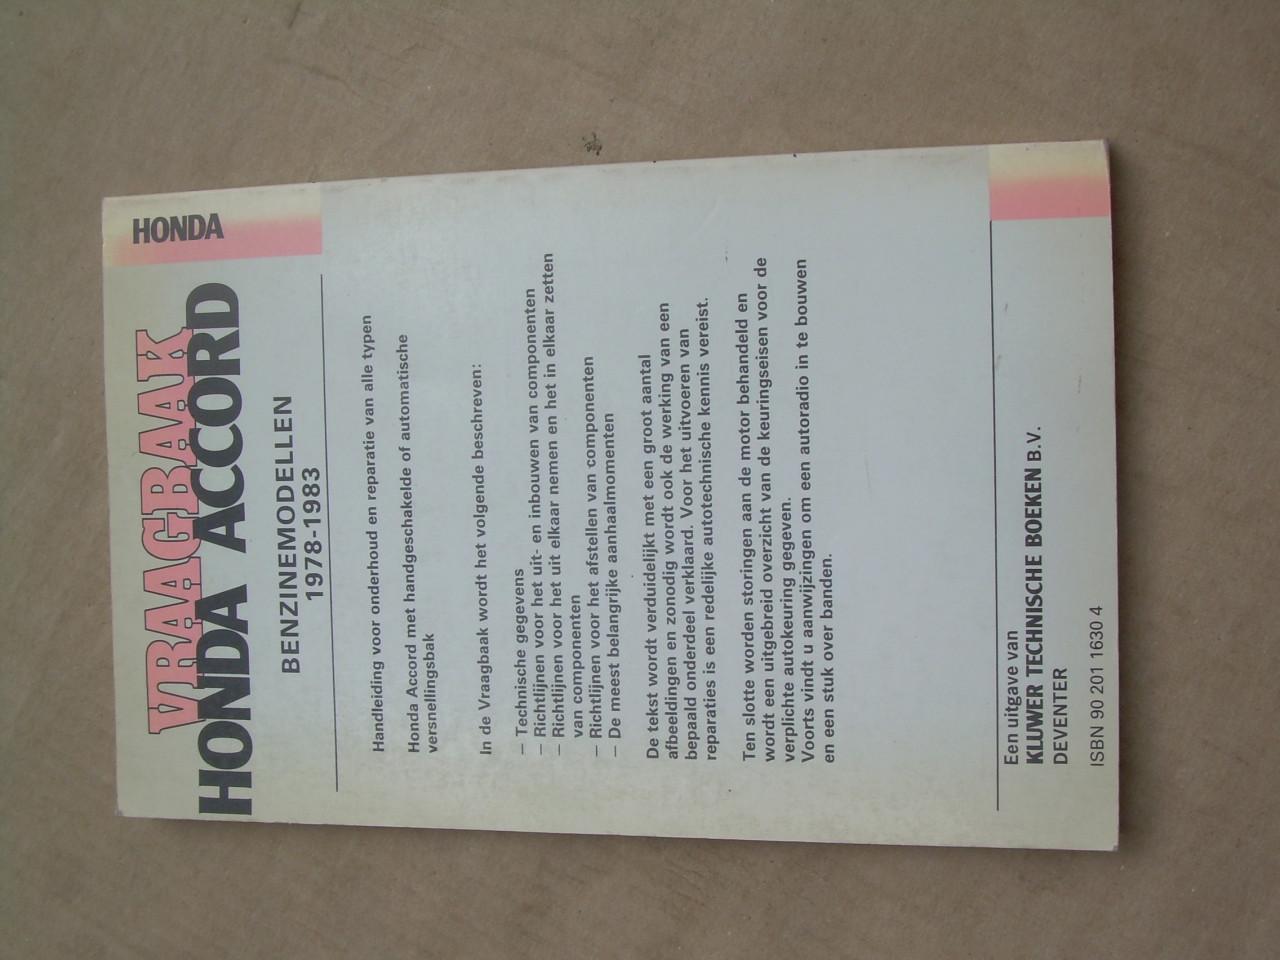 HONDA
VRAAGBAAK
HONDA ACCORD
BENZINEMODELLEN
1978-1983
Handleiding voor onderhoud en reparatie van alle typen
Honda Accord met handgeschakelde of automatische
versnellingsbak
In de Vraagbaak wordt het volgende beschreven:
— Technische gegevens
— Richtlijnen voor het uit- en inbouwen van componenten
— Richtlijnen voor het uit elkaar nemen en het in elkaar zetten
van componenten
— Richtlijnen voor het afstellen van componenten
— De meest belangrijke aanhaalmomenten
De tekst wordt verduidelijkt met een groot aantal
afbeeldingen en zonodig wordt ook de werking van een
bepaald onderdeel verklaard. Voor het uitvoeren van
reparaties is een redelijke autotechnische kennis vereist.
Ten slotte worden storingen aan de motor behandeld en
wordt een uitgebreid overzicht van de keuringseisen voor de
verplichte autokeuring gegeven.
Voorts vindt u aanwijzingen om een autoradio in te bouwen
en een stuk over banden.
Een uitgave van
KLUWER TECHNISCHE BOEKEN B.V.
DEVENTER
ISBN 90 201 1630 4